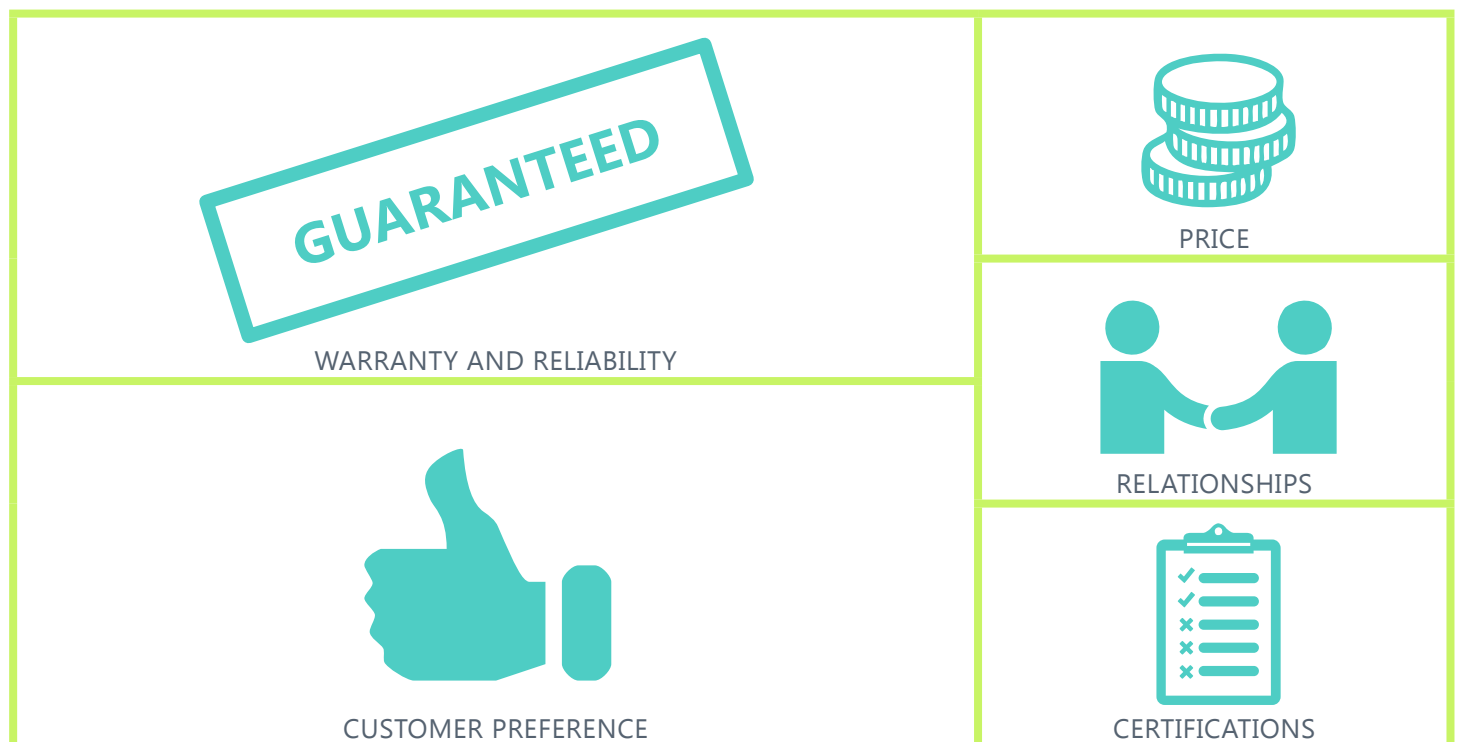 GUARANTEED
WARRANTY AND RELIABILITY
CUSTOMER PREFERENCE
PRICE
RELATIONSHIPS
CERTIFICATIONS